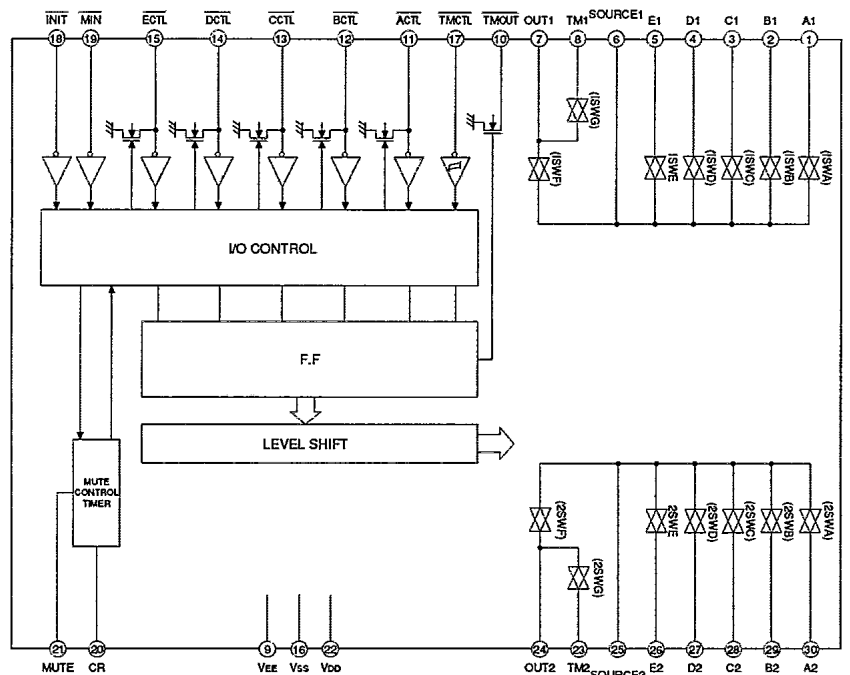 INIT MIN ECTL DCTL CCTL BCTL ACTL TMCTL TMOUT OUT1 TM1 SOURCE1 E1 D1 C1 B1 A1
18 19 15 14 13 12 11 17 10 7 8 6 5 4 3 2 1
(1SWG)
(1SWF) 1SWE (1SWD) (1SWC) (1SWB) (1SWA)
I/O CONTROL
F.F
LEVEL SHIFT
MUTE
CONTROL
TIMER
(2SWF) 2SWE (2SWD) (2SWC) (2SWB) (2SWA)
(2SWG)
21 20 9 16 22 24 23 25 26 27 28 29 30
MUTE CR VEE VSS VDD OUT2 TM2 SOURCE2 E2 D2 C2 B2 A2